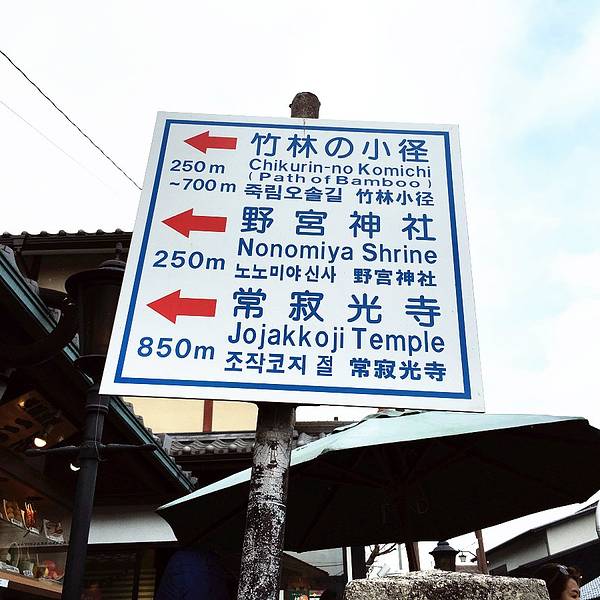 竹林の小径
250m
~700m
Chikurin-no Komichi
(Path of Bamboo)
죽림오솔길 竹林小径
野宮神社
250m
Nonomiya Shrine
노노미야신사 野宮神社
常寂光寺
850m
Jojakkoji Temple
조작코지 절 常寂光寺